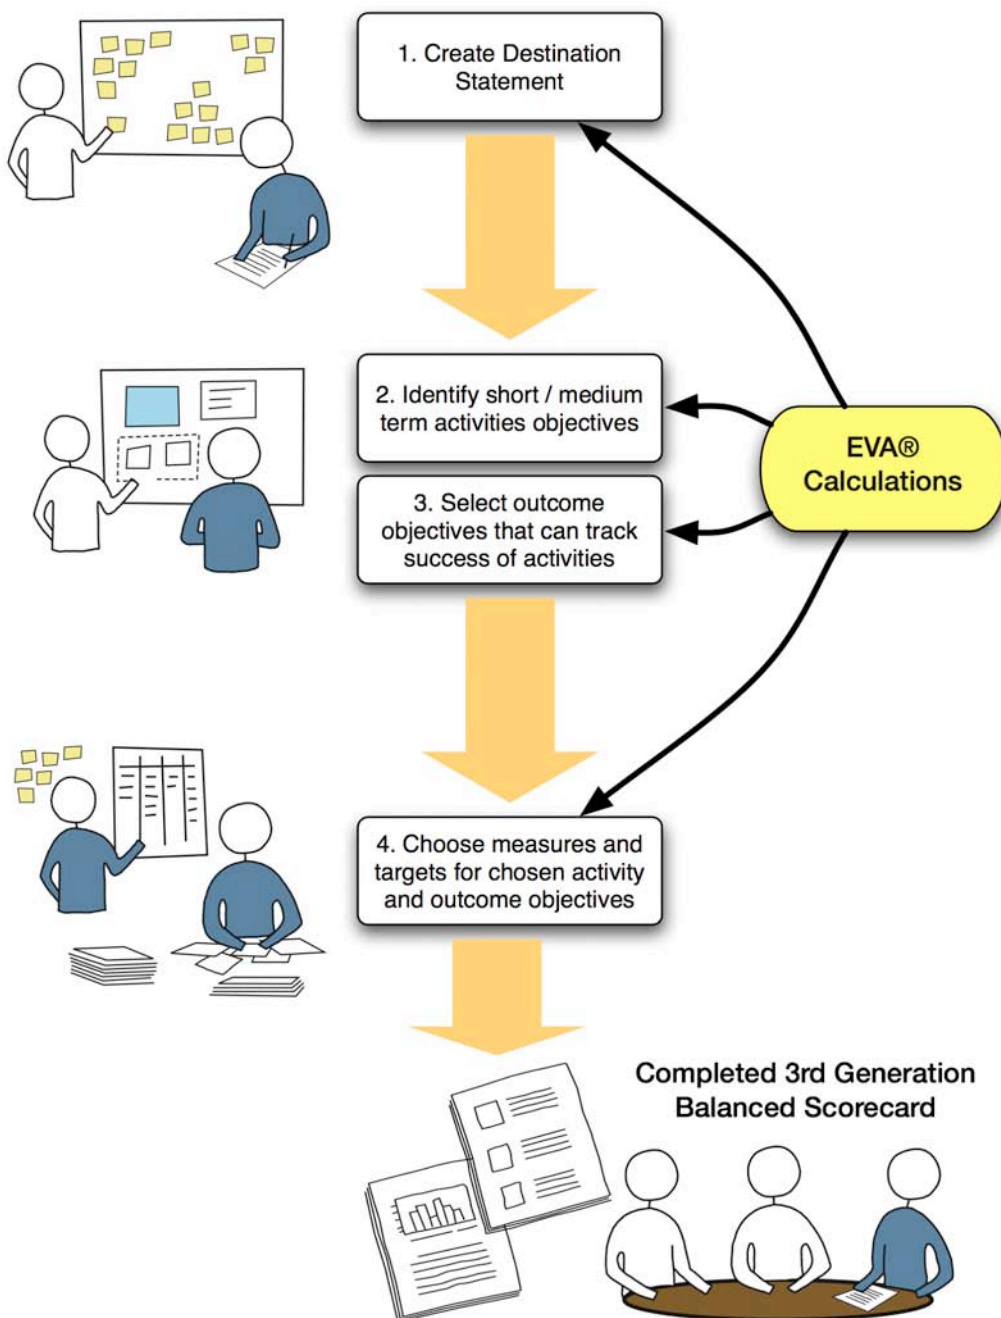 1. Create Destination
Statement
2. Identify short / medium
term activities objectives
EVA®
Calculations
3. Select outcome
objectives that can track
success of activities
4. Choose measures and
targets for chosen activity
and outcome objectives
Completed 3rd Generation
Balanced Scorecard